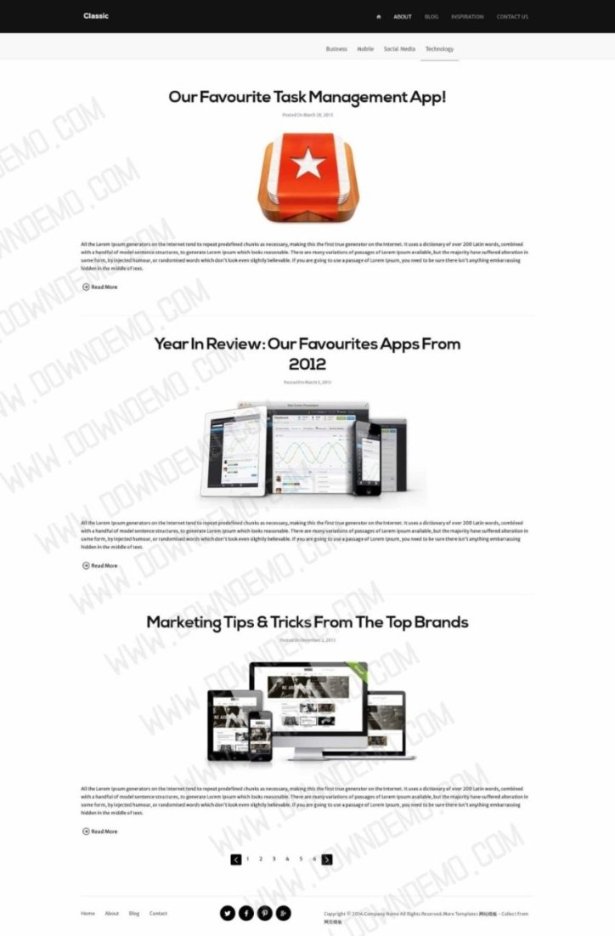 Classic
ABOUT BLOG INSPIRATION CONTACT US
Business Mobile Social Media Technology
Our Favourite Task Management App!
Posted On March 20, 2013
All the Lorem Ipsum generators on the Internet tend to repeat predefined chunks as necessary, making this the first true generator on the Internet. It uses a dictionary of over 200 Latin words, combined
with a handful of model sentence structures, to generate Lorem Ipsum which looks reasonable. There are many variations of passages of Lorem Ipsum available, but the majority have suffered alteration in
some form, by injected humour, or randomised words which don't look even slightly believable. If you are going to use a passage of Lorem Ipsum, you need to be sure there isn't anything embarrassing
hidden in the middle of text.
Read More
Year In Review: Our Favourites Apps From
2012
Posted On March 2, 2013
All the Lorem Ipsum generators on the Internet tend to repeat predefined chunks as necessary, making this the first true generator on the Internet. It uses a dictionary of over 200 Latin words, combined
with a handful of model sentence structures, to generate Lorem Ipsum which looks reasonable. There are many variations of passages of Lorem Ipsum available, but the majority have suffered alteration in
some form, by injected humour, or randomised words which don't look even slightly believable. If you are going to use a passage of Lorem Ipsum, you need to be sure there isn't anything embarrassing
hidden in the middle of text.
Read More
Marketing Tips & Tricks From The Top Brands
Posted On December 2, 2013
All the Lorem Ipsum generators on the Internet tend to repeat predefined chunks as necessary, making this the first true generator on the Internet. It uses a dictionary of over 200 Latin words, combined
with a handful of model sentence structures, to generate Lorem Ipsum which looks reasonable. There are many variations of passages of Lorem Ipsum available, but the majority have suffered alteration in
some form, by injected humour, or randomised words which don't look even slightly believable. If you are going to use a passage of Lorem Ipsum, you need to be sure there isn't anything embarrassing
hidden in the middle of text.
Read More
1 2 3 4 5 6
Home About Blog Contact
Copyright © 2014.Company Name All Rights Reserved.More Templates 网站模板 - Collect from
网页模板
WWW.DOWNDEMO.COM